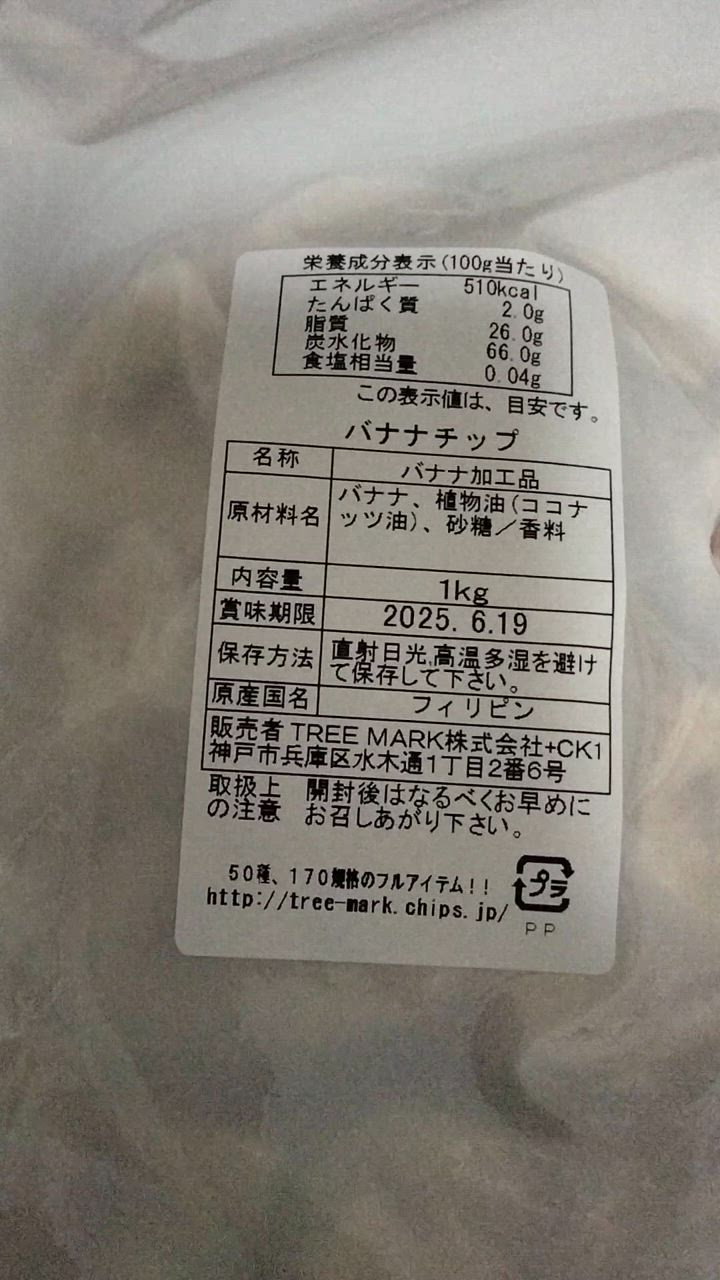 栄養成分表示(100g当たり)
エネルギー 510kcal
たんぱく質 2.0g
脂質 26.0g
炭水化物 66.0g
食塩相当量 0.04g
この表示値は、目安です。
バナナチップ
名称 バナナ加工品
原材料名 バナナ、植物油(ココナ
ッツ油)、砂糖/香料
内容量 1kg
賞味期限 2025. 6.19
保存方法 直射日光,高温多湿を避け
て保存して下さい。
原産国名 フィリピン
販売者 TREE MARK株式会社+CK1
神戸市兵庫区水木通1丁目2番6号
取扱上 開封後はなるべくお早めに
の注意 お召しあがり下さい。
50種、170規格のフルアイテム!!
http://tree-mark.chips.jp/
プラ
PP